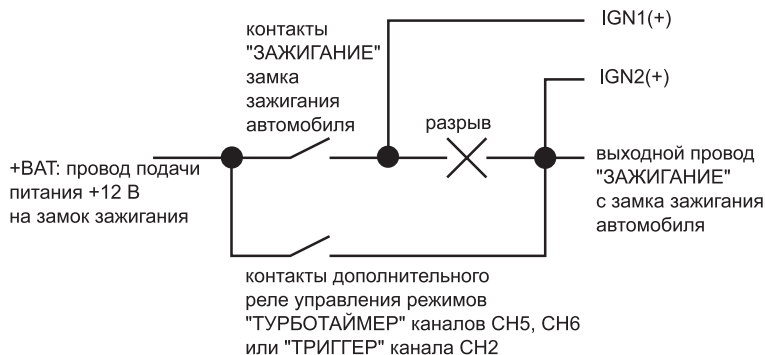 IGN1(+)
контакты
"ЗАЖИГАНИЕ"
замка
зажигания
автомобиля
IGN2(+)
разрыв
+BAT: провод подачи
питания +12 В
на замок зажигания
выходной провод
"ЗАЖИГАНИЕ"
с замка зажигания
автомобиля
контакты дополнительного
реле управления режимов
"ТУРБОТАЙМЕР" каналов CH5, CH6
или "ТРИГГЕР" канала CH2